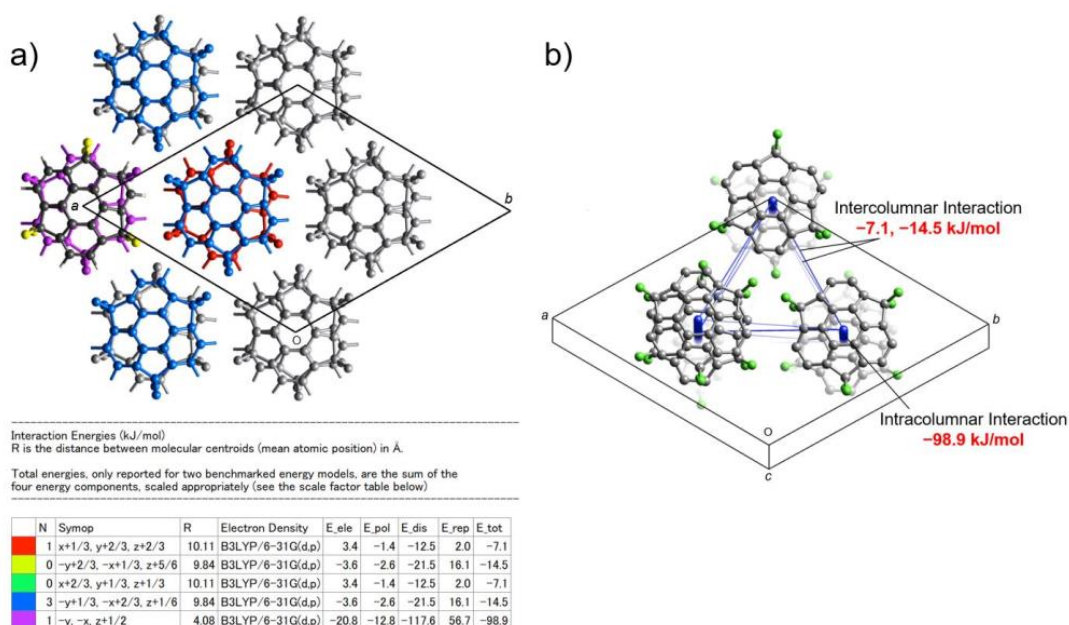 a)
b)
a
b
O
Intercolumnar Interaction
−7.1, −14.5 kJ/mol
a
b
O
c
Intracolumnar Interaction
−98.9 kJ/mol
Interaction Energies (kJ/mol)
R is the distance between molecular centroids (mean atomic position) in Å.
Total energies, only reported for two benchmarked energy models, are the sum of the
four energy components, scaled appropriately (see the scale factor table below)
N Symop R Electron Density E_ele E_pol E_dis E_rep E_tot
1 x+1/3, y+2/3, z+2/3 10.11 B3LYP/6-31G(d,p) 3.4 −1.4 −12.5 2.0 −7.1
0 −y+2/3, −x+1/3, z+5/6 9.84 B3LYP/6-31G(d,p) −3.6 −2.6 −21.5 16.1 −14.5
0 x+2/3, y+1/3, z+1/3 10.11 B3LYP/6-31G(d,p) 3.4 −1.4 −12.5 2.0 −7.1
3 −y+1/3, −x+2/3, z+1/6 9.84 B3LYP/6-31G(d,p) −3.6 −2.6 −21.5 16.1 −14.5
1 −y, −x, z+1/2 4.08 B3LYP/6-31G(d,p) −20.8 −12.8 −117.6 56.7 −98.9